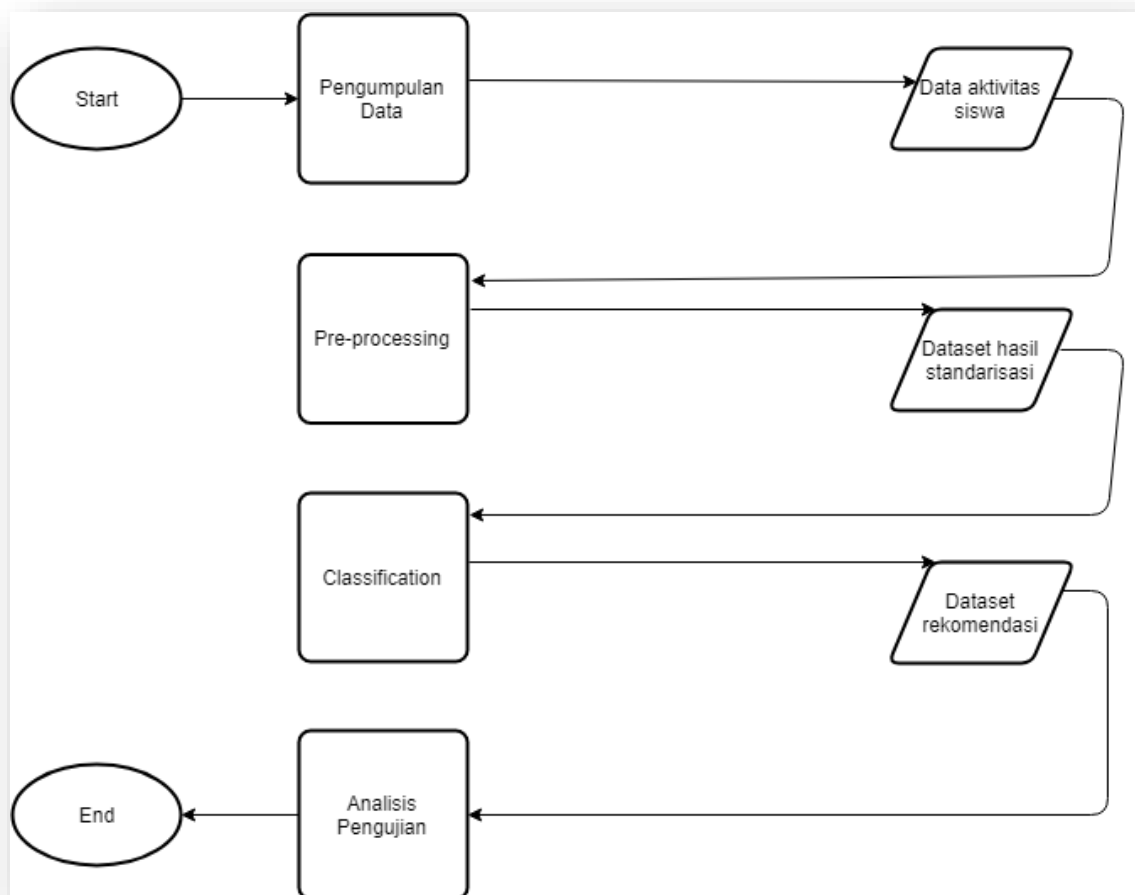 Start
Pengumpulan
Data
Data aktivitas
siswa
Pre-processing
Dataset hasil
standarisasi
Classification
Dataset
rekomendasi
Analisis
Pengujian
End